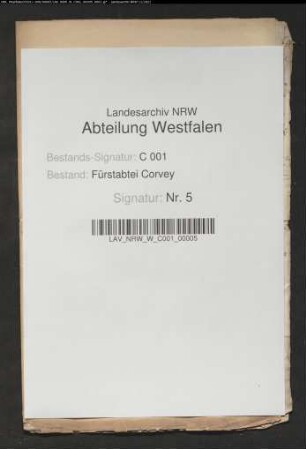 Landesarchiv NRW
Abteilung Westfalen
Bestands-Signatur: C 001
Bestand: Fürstabtei Corvey
Signatur: Nr. 5
LAV_NRW_W_C001_00005